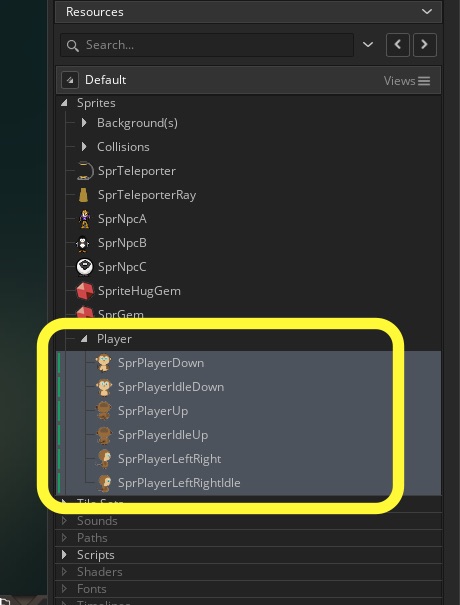 Resources
Search...
Default
Views
Sprites
Background(s)
Collisions
SprTeleporter
SprTeleporterRay
SprNpcA
SprNpcB
SprNpcC
SpriteHugGem
SprGem
Player
SprPlayerDown
SprPlayerIdleDown
SprPlayerUp
SprPlayerIdleUp
SprPlayerLeftRight
SprPlayerLeftRightIdle
Tile Sets
Sounds
Paths
Scripts
Shaders
Fonts
Timelines